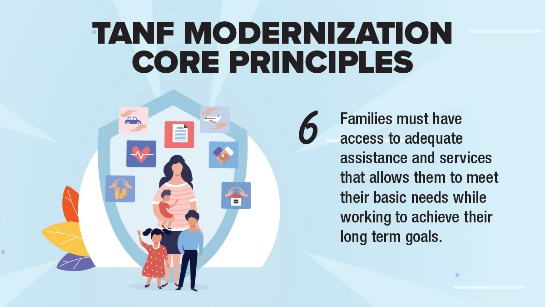 TANF MODERNIZATION
CORE PRINCIPLES
6
Families must have
access to adequate
assistance and services
that allows them to meet
their basic needs while
working to achieve their
long term goals.